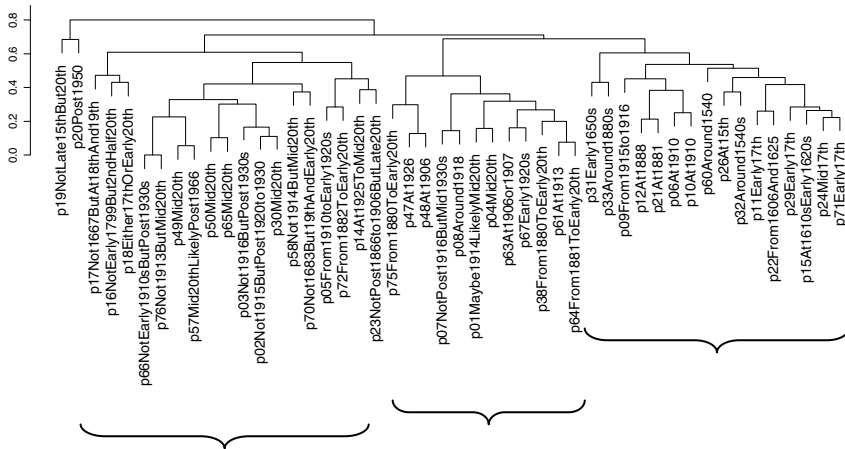 0.8
0.6
0.4
0.2
0.0
p19NotLate15thBut20th
p20Post1950
p17Not1667ButAt18thAnd19th
p16NotEarly1799But2ndHalf20th
p18Either17thOrEarly20th
p66NotEarly1910sButPost1930s
p76Not1913ButMid20th
p49Mid20th
p57Mid20thLikelyPost1966
p50Mid20th
p65Mid20th
p03Not1916ButPost1930s
p02Not1915ButPost1920to1930
p30Mid20th
p58Not1914ButMid20th
p70Not1683But19thAndEarly20th
p05From1910toEarly1920s
p72From1882ToEarly20th
p14At1925ToMid20th
p23NotPost1866to1906ButLate20th
p75From1880ToEarly20th
p47At1926
p48At1906
p07NotPost1916ButMid1930s
p08Around1918
p01Maybe1914LikelyMid20th
p04Mid20th
p63At1906or1907
p67Early1920s
p38From1880ToEarly20th
p61At1913
p64From1881ToEarly20th
p31Early1650s
p33Around1880s
p09From1915to1916
p12At1888
p21At1881
p06At1910
p10At1910
p60Around1540
p26At15th
p32Around1540s
p11Early17th
p22From1606And1625
p29Early17th
p15At1610sEarly1620s
p24Mid17th
p71Early17th